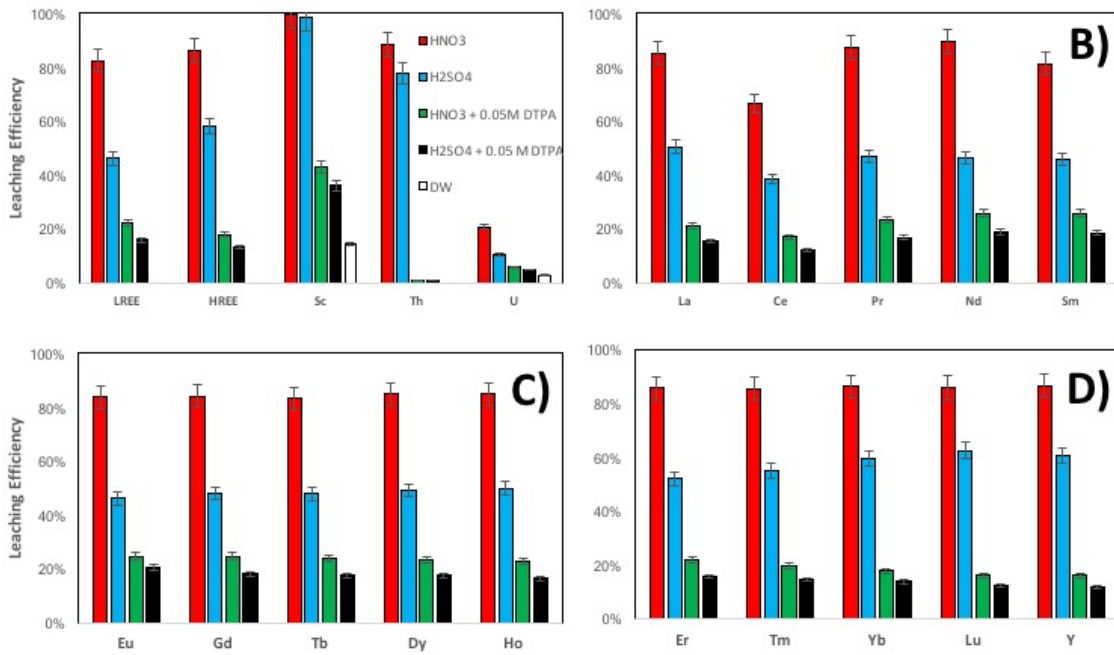 100%
80%
60%
40%
20%
0%
Leaching Efficiency
HNO3
H2SO4
HNO3 + 0.05M DTPA
H2SO4 + 0.05 M DTPA
DW
LREE HREE Sc Th U
B)
100%
80%
60%
40%
20%
0%
La Ce Pr Nd Sm
C)
100%
80%
60%
40%
20%
0%
Leaching Efficiency
Eu Gd Tb Dy Ho
D)
100%
80%
60%
40%
20%
0%
Er Tm Yb Lu Y